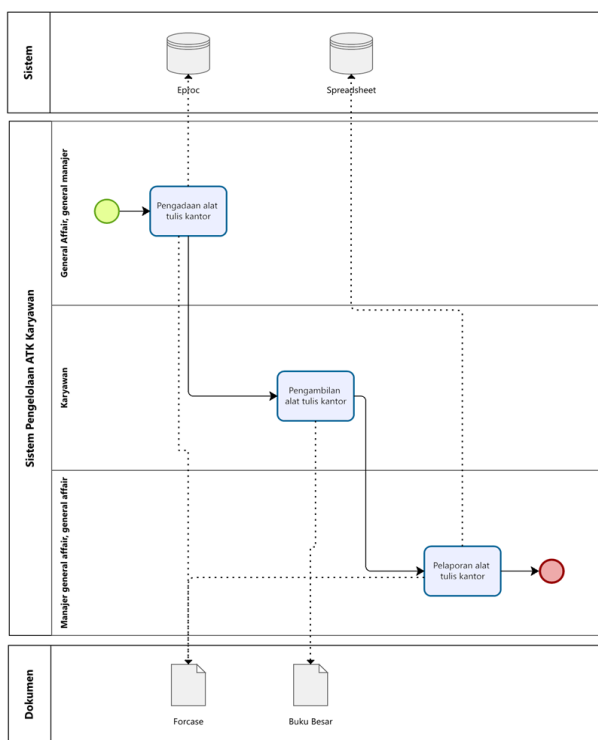 Sistem
Eproc
Spreadsheet
Sistem Pengelolaan ATK Karyawan
General Affair, general manajer
Pengadaan alat
tulis kantor
Karyawan
Pengambilan
alat tulis kantor
Manajer general affair, general affair
Pelaporan alat
tulis kantor
Dokumen
Forcase
Buku Besar